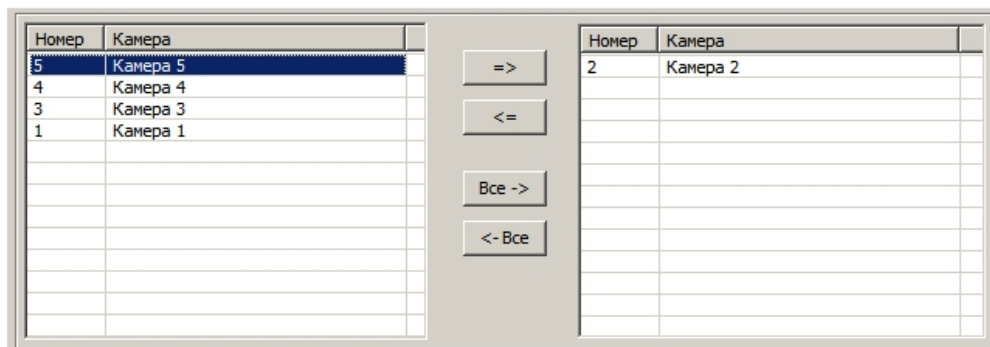 Номер Камера
5 Камера 5
4 Камера 4
3 Камера 3
1 Камера 1
=>
<=
Все ->
<- Все
Номер Камера
2 Камера 2